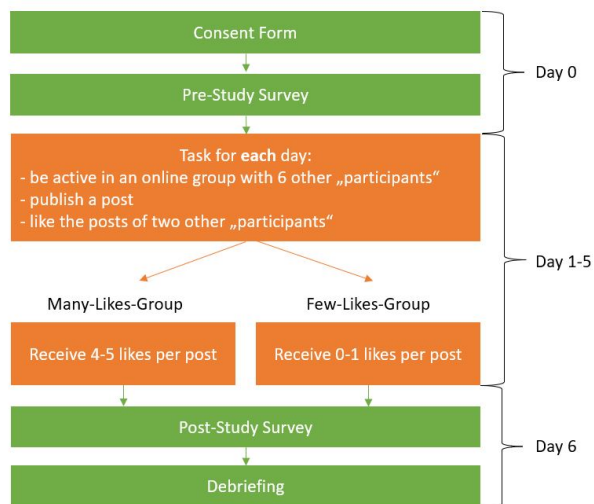 Consent Form
Day 0
Pre-Study Survey
Task for each day:
- be active in an online group with 6 other „participants“
- publish a post
- like the posts of two other „participants“
Day 1-5
Many-Likes-Group
Few-Likes-Group
Receive 4-5 likes per post
Receive 0-1 likes per post
Post-Study Survey
Day 6
Debriefing